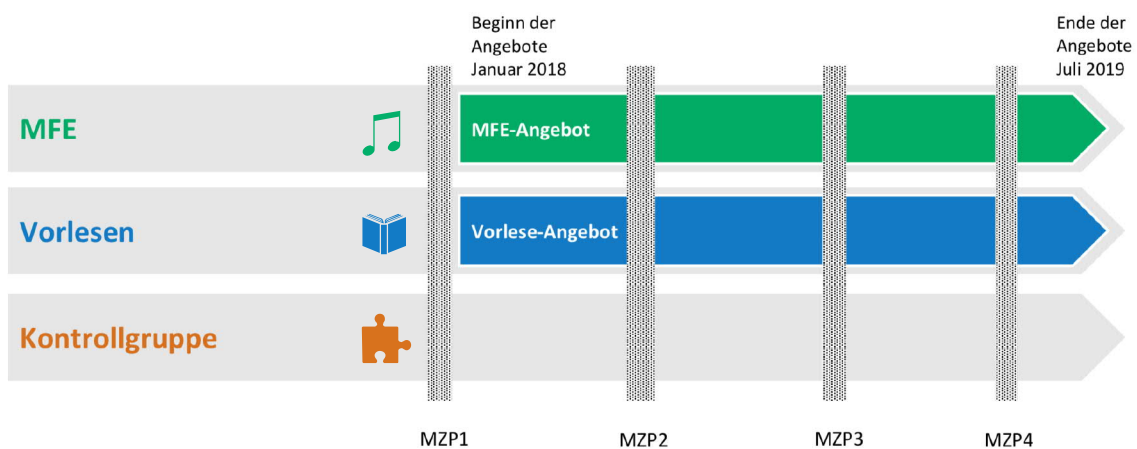 Beginn der
Angebote
Januar 2018
Ende der
Angebote
Juli 2019
MFE
MFE-Angebot
Vorlesen
Vorlese-Angebot
Kontrollgruppe
MZP1
MZP2
MZP3
MZP4